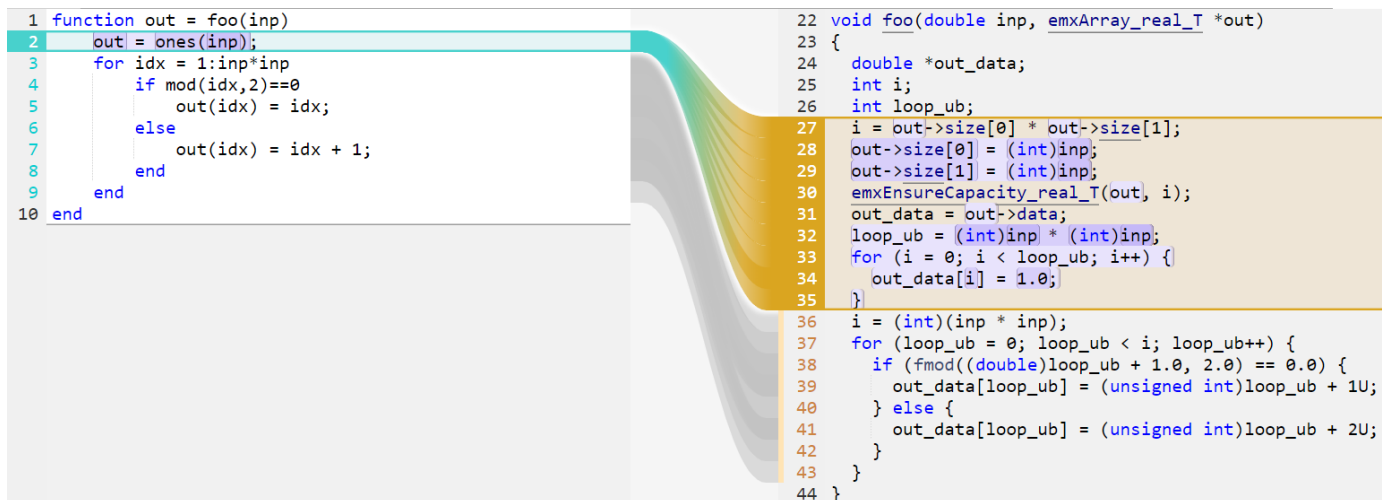 1 function out = foo(inp)
2 out = ones(inp);
3 for idx = 1:inp*inp
4 if mod(idx,2)==0
5 out(idx) = idx;
6 else
7 out(idx) = idx + 1;
8 end
9 end
10 end
22 void foo(double inp, emxArray_real_T *out)
23 {
24 double *out_data;
25 int i;
26 int loop_ub;
27 i = out->size[0] * out->size[1];
28 out->size[0] = (int)inp;
29 out->size[1] = (int)inp;
30 emxEnsureCapacity_real_T(out, i);
31 out_data = out->data;
32 loop_ub = (int)inp * (int)inp;
33 for (i = 0; i < loop_ub; i++) {
34 out_data[i] = 1.0;
35 }
36 i = (int)(inp * inp);
37 for (loop_ub = 0; loop_ub < i; loop_ub++) {
38 if (fmod((double)loop_ub + 1.0, 2.0) == 0.0) {
39 out_data[loop_ub] = (unsigned int)loop_ub + 1U;
40 } else {
41 out_data[loop_ub] = (unsigned int)loop_ub + 2U;
42 }
43 }
44 }